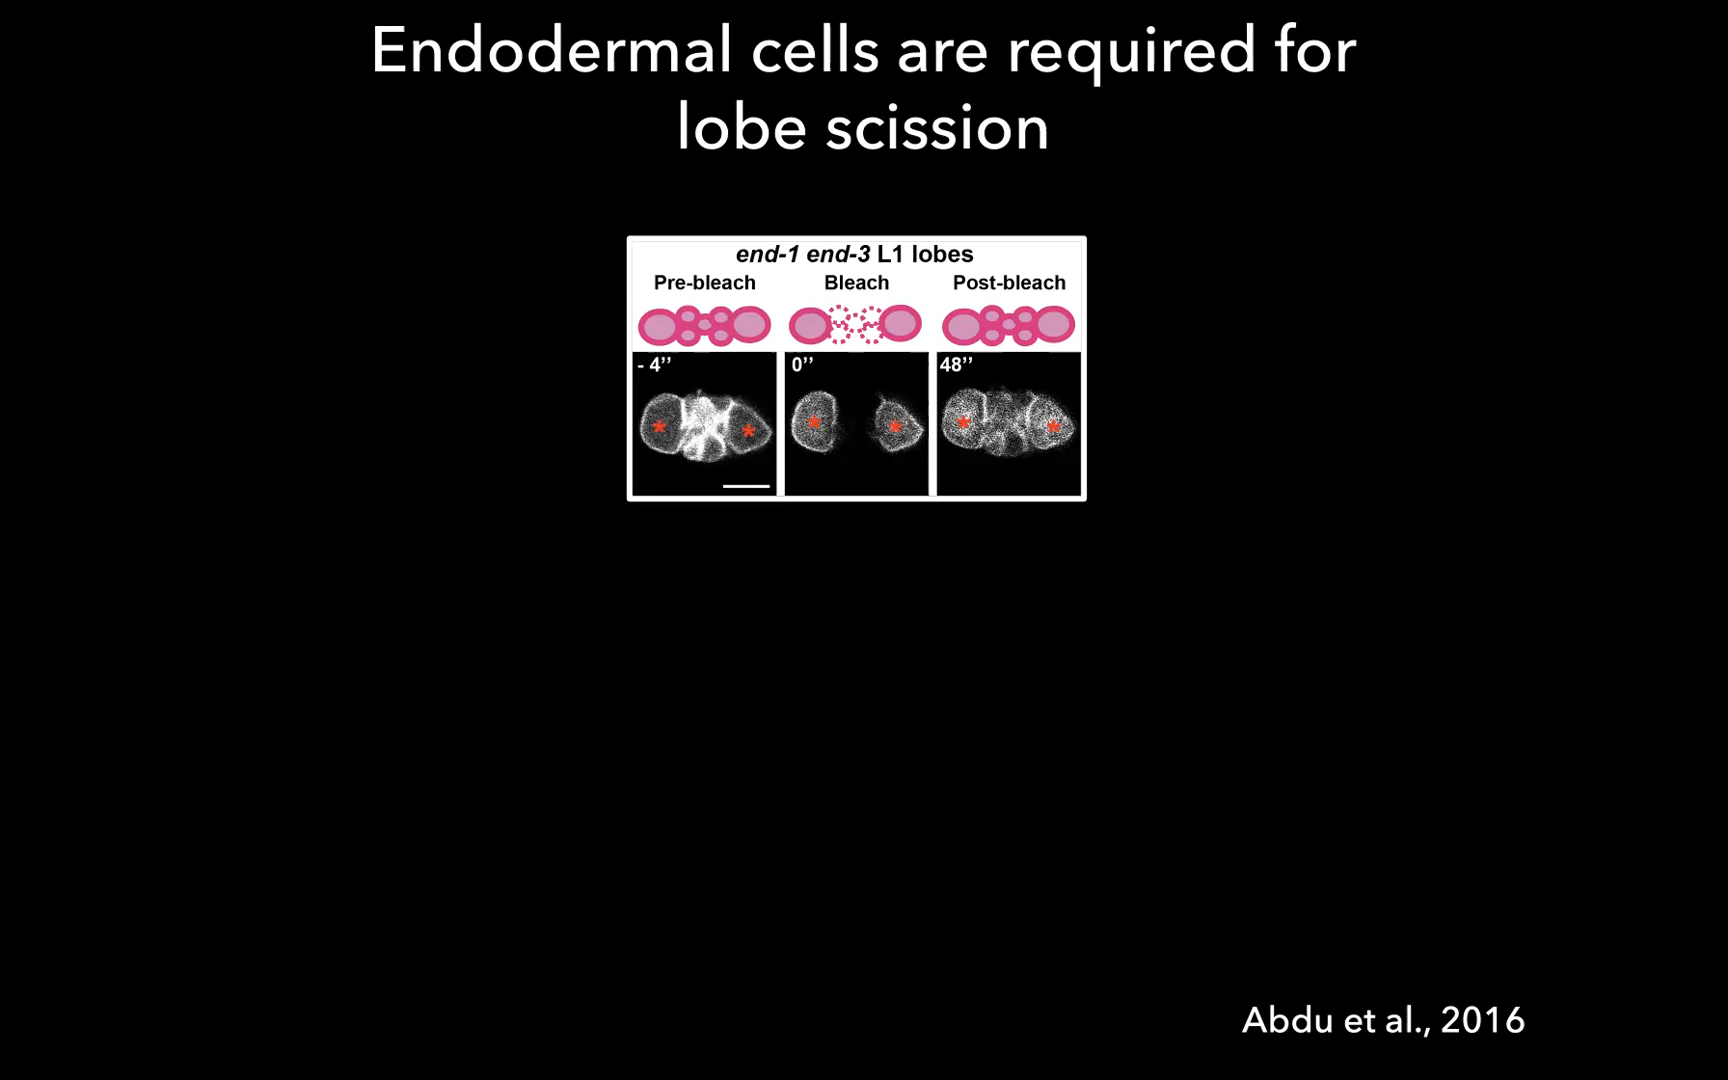 Endodermal cells are required for
lobe scission
end-1 end-3 L1 lobes
Pre-bleach Bleach Post-bleach
- 4’’ 0’’ 48’’
Abdu et al., 2016